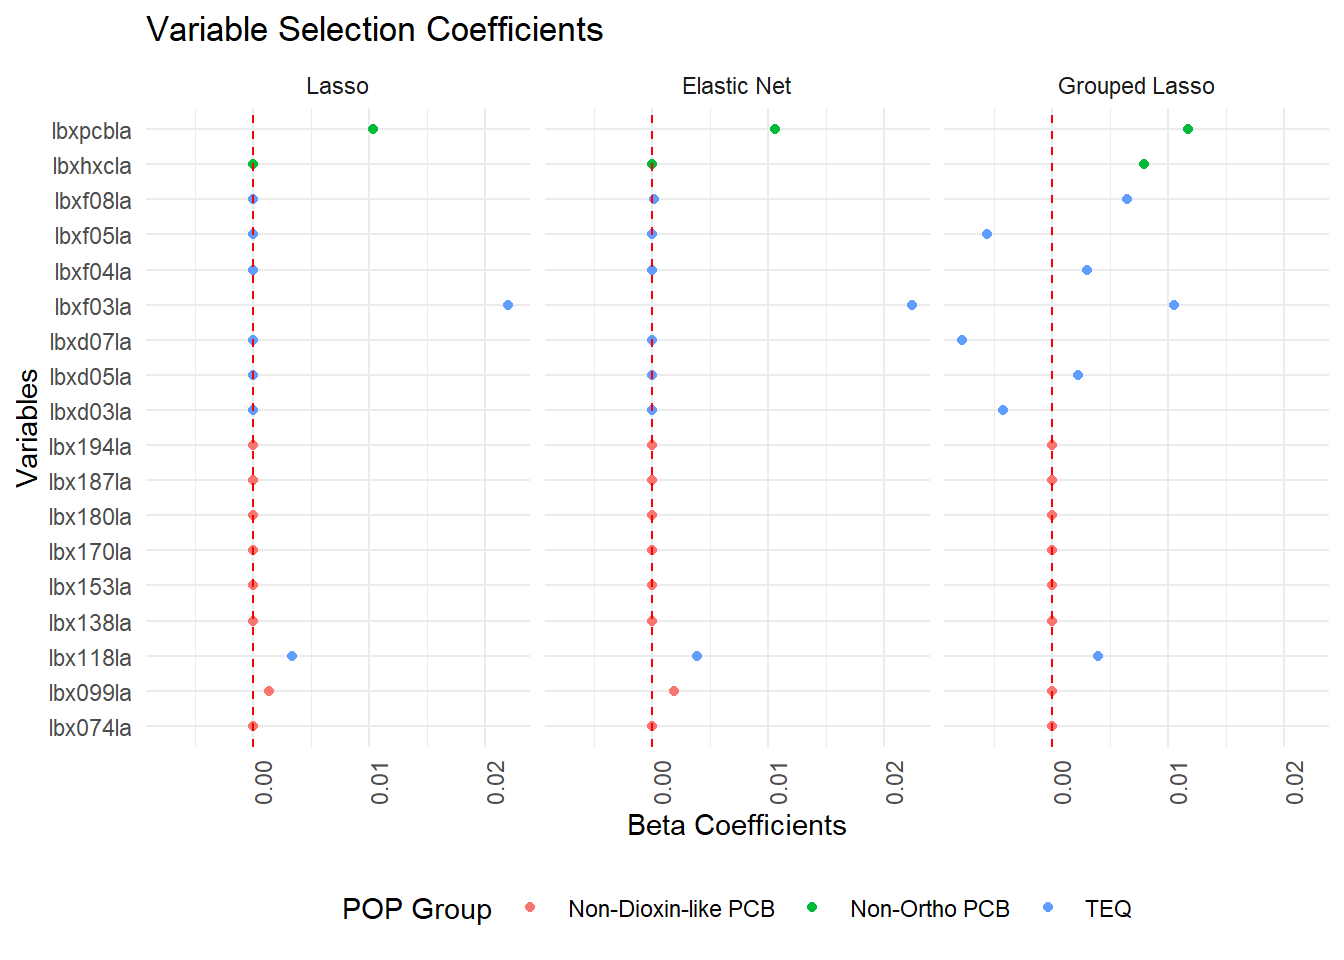 Variable Selection Coefficients
Lasso
Elastic Net
Grouped Lasso
Variables
lbxpcbla
lbxhxcla
lbxf08la
lbxf05la
lbxf04la
lbxf03la
lbxd07la
lbxd05la
lbxd03la
lbx194la
lbx187la
lbx180la
lbx170la
lbx153la
lbx138la
lbx118la
lbx099la
lbx074la
0.00 0.01 0.02
0.00 0.01 0.02
0.00 0.01 0.02
Beta Coefficients
POP Group Non-Dioxin-like PCB Non-Ortho PCB TEQ